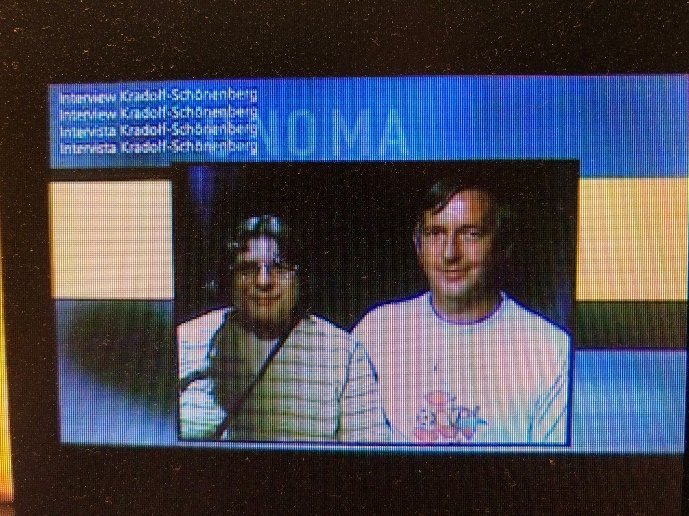 Interview Kradolf-Schönenberg
Interview Kradolf-Schönenberg
Intervista Kradolf-Schönenberg
Intervista Kradolf-Schönenberg
NOMA